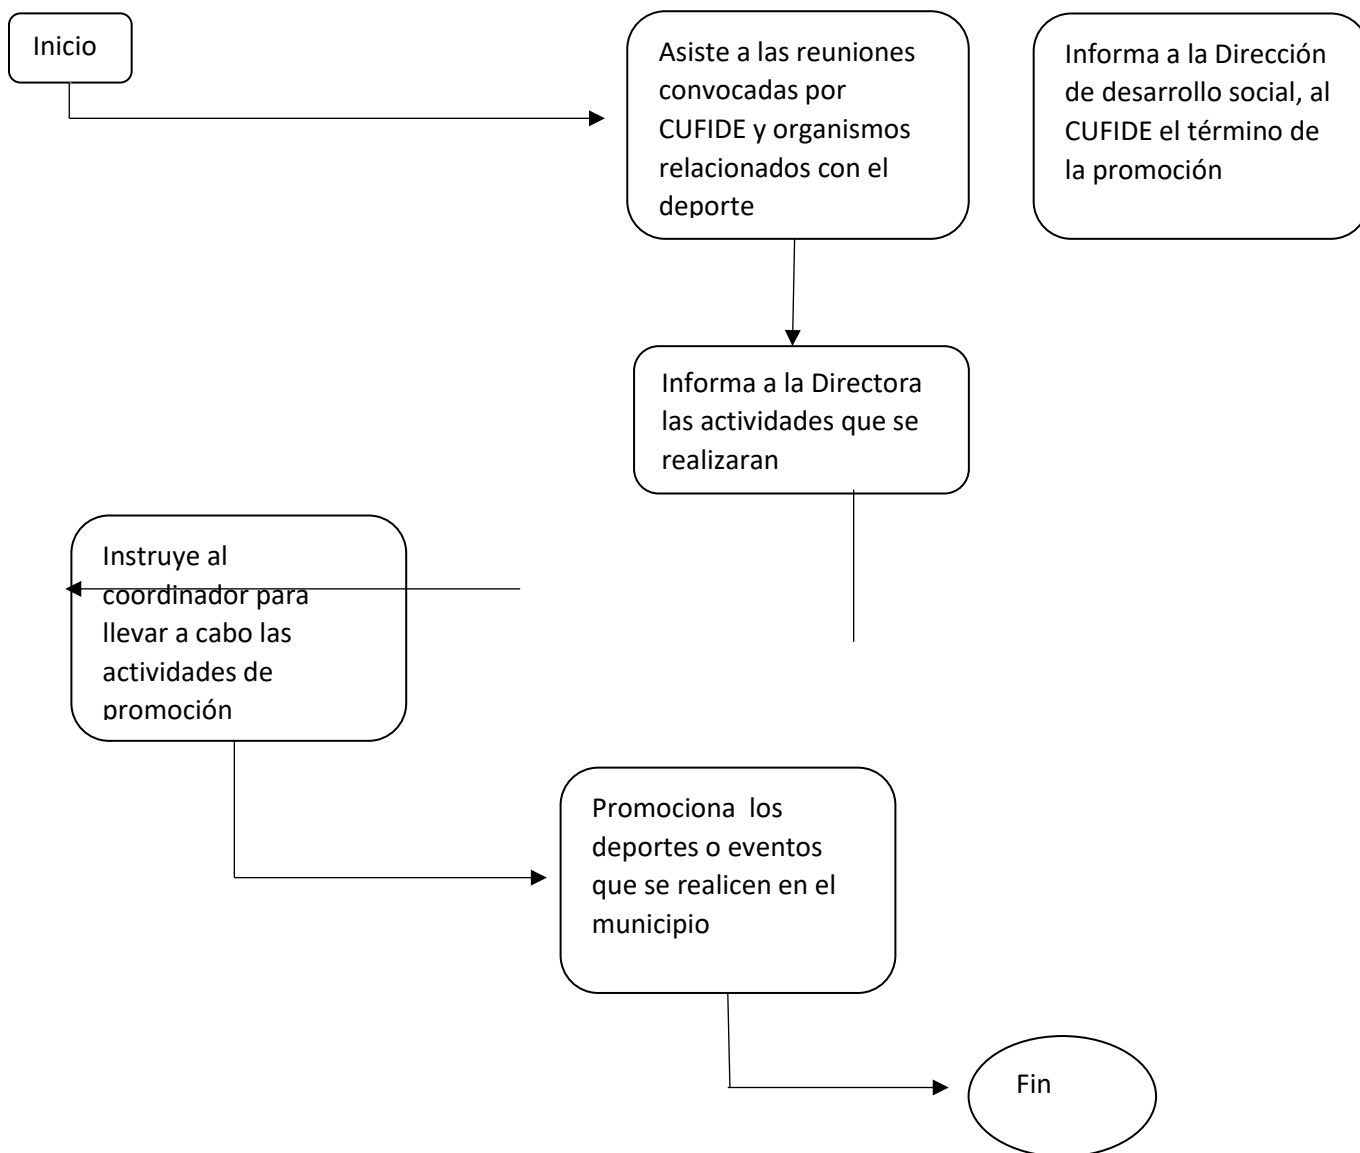 Inicio
Asiste a las reuniones
convocadas por
CUFIDE y organismos
relacionados con el
deporte
Informa a la Dirección
de desarrollo social, al
CUFIDE el término de
la promoción
Informa a la Directora
las actividades que se
realizaran
Instruye al
coordinador para
llevar a cabo las
actividades de
promoción
Promociona  los
deportes o eventos
que se realicen en el
municipio
Fin